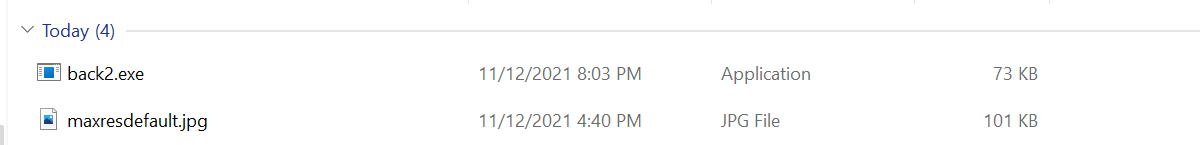 Today (4)
back2.exe 11/12/2021 8:03 PM Application 73 KB
maxresdefault.jpg 11/12/2021 4:40 PM JPG File 101 KB